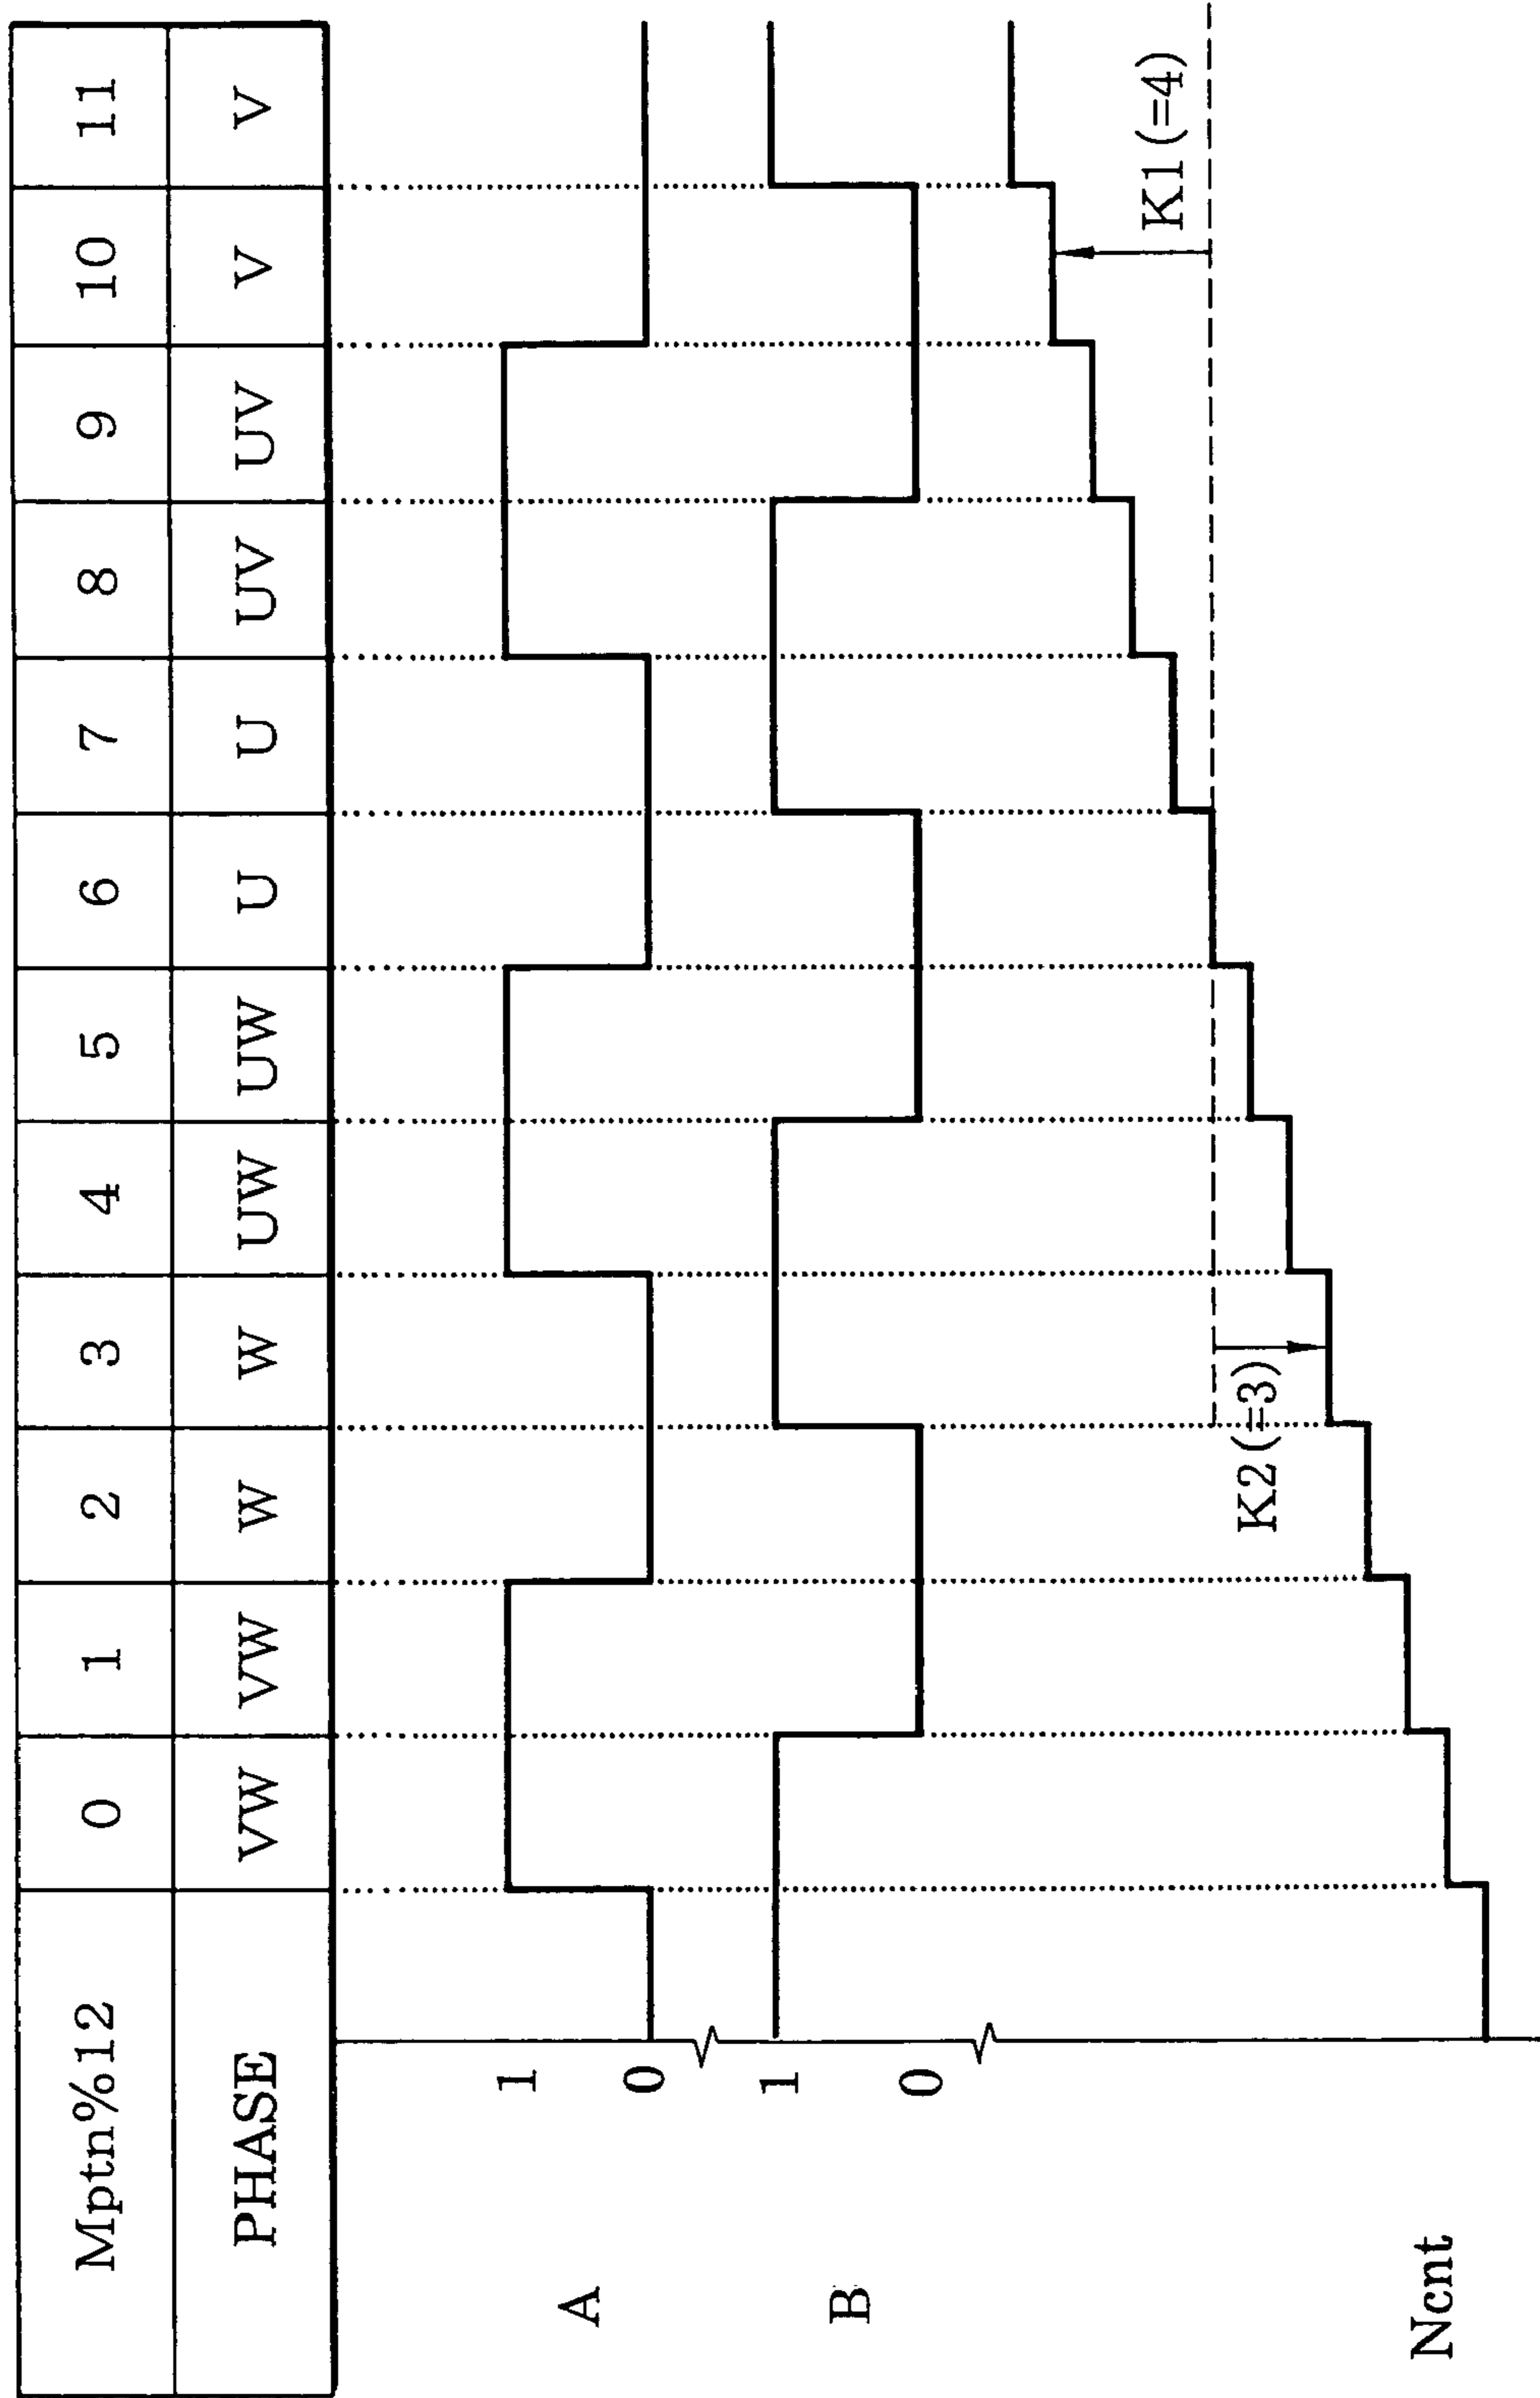 Mptn%12 0 1 2 3 4 5 6 7 8 9 10 11
PHASE VW VW W W UW UW U U UV UV V V
1
A
0
1
B
0
K1(=4)
K2(=3)
Ncnt